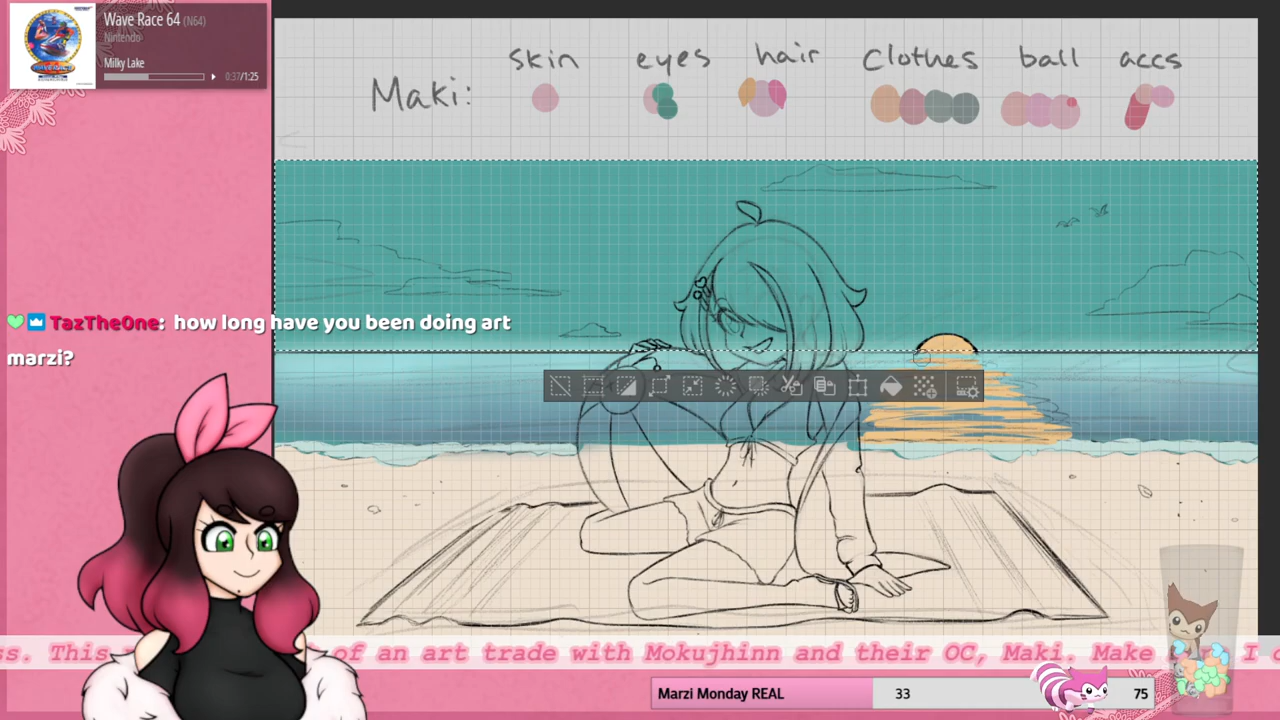 Wave Race 64 (N64)
Nintendo
Milky Lake
0:37/1:25
skin eyes hair Clothes ball accs
Maki:
TazTheOne: how long have you been doing art
marzi?
ss. This of an art trade with Mokujhinn and their OC, Maki. Make I
Marzi Monday REAL 33 75